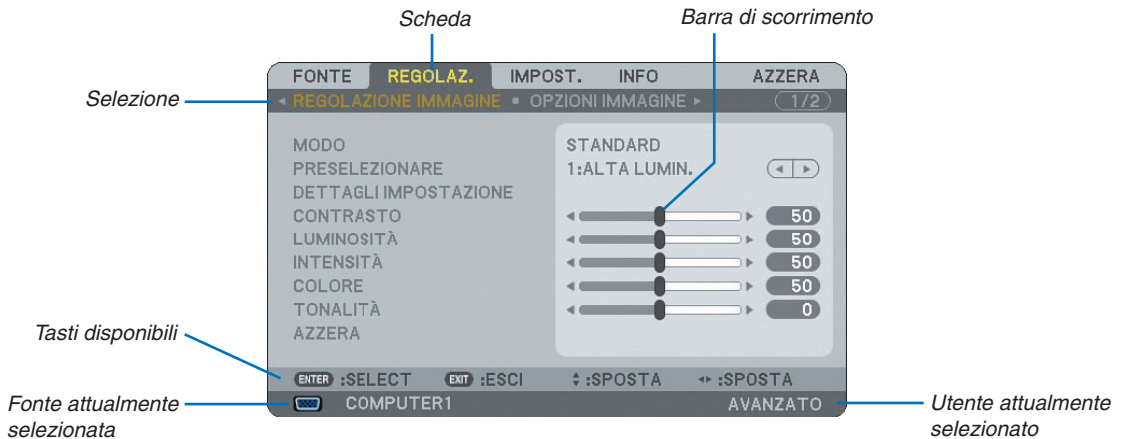 Scheda
Barra di scorrimento
FONTE REGOLAZ. IMPOST. INFO AZZERA
Selezione
REGOLAZIONE IMMAGINE OPZIONI IMMAGINE 1/2
MODO STANDARD
PRESELEZIONARE 1:ALTA LUMIN.
DETTAGLI IMPOSTAZIONE
CONTRASTO 50
LUMINOSITÀ 50
INTENSITÀ 50
COLORE 50
TONALITÀ 0
AZZERA
Tasti disponibili
ENTER :SELECT EXIT :ESCI :SPOSTA :SPOSTA
COMPUTER1 AVANZATO
Fonte attualmente
selezionata
Utente attualmente
selezionato